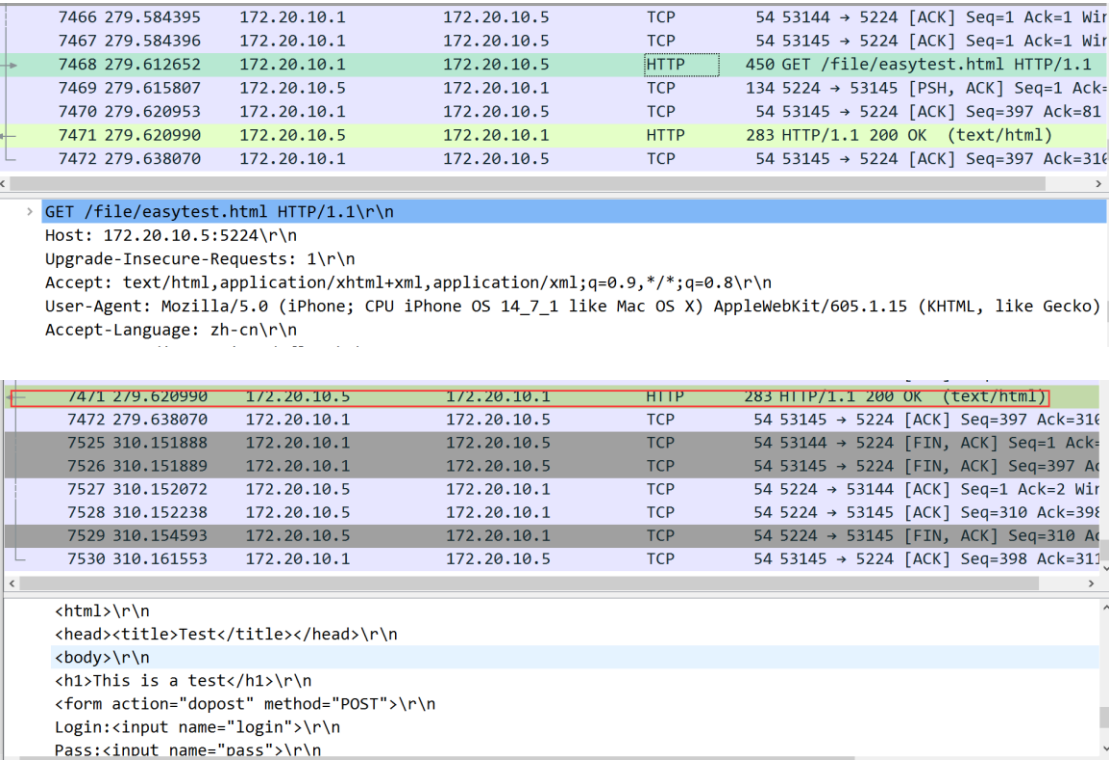 7466 279.584395 172.20.10.1 172.20.10.5 TCP 54 53144 → 5224 [ACK] Seq=1 Ack=1 Win
7467 279.584396 172.20.10.1 172.20.10.5 TCP 54 53145 → 5224 [ACK] Seq=1 Ack=1 Win
7468 279.612652 172.20.10.1 172.20.10.5 HTTP 450 GET /file/easytest.html HTTP/1.1
7469 279.615807 172.20.10.5 172.20.10.1 TCP 134 5224 → 53145 [PSH, ACK] Seq=1 Ack=
7470 279.620953 172.20.10.1 172.20.10.5 TCP 54 53145 → 5224 [ACK] Seq=397 Ack=81
7471 279.620990 172.20.10.5 172.20.10.1 HTTP 283 HTTP/1.1 200 OK (text/html)
7472 279.638070 172.20.10.1 172.20.10.5 TCP 54 53145 → 5224 [ACK] Seq=397 Ack=310
GET /file/easytest.html HTTP/1.1\r\n
Host: 172.20.10.5:5224\r\n
Upgrade-Insecure-Requests: 1\r\n
Accept: text/html,application/xhtml+xml,application/xml;q=0.9,*/*;q=0.8\r\n
User-Agent: Mozilla/5.0 (iPhone; CPU iPhone OS 14_7_1 like Mac OS X) AppleWebKit/605.1.15 (KHTML, like Gecko)
Accept-Language: zh-cn\r\n
7471 279.620990 172.20.10.5 172.20.10.1 HTTP 283 HTTP/1.1 200 OK (text/html)
7472 279.638070 172.20.10.1 172.20.10.5 TCP 54 53145 → 5224 [ACK] Seq=397 Ack=310
7525 310.151888 172.20.10.1 172.20.10.5 TCP 54 53144 → 5224 [FIN, ACK] Seq=1 Ack=
7526 310.151889 172.20.10.1 172.20.10.5 TCP 54 53145 → 5224 [FIN, ACK] Seq=397 Ac
7527 310.152072 172.20.10.5 172.20.10.1 TCP 54 5224 → 53144 [ACK] Seq=1 Ack=2 Win
7528 310.152238 172.20.10.5 172.20.10.1 TCP 54 5224 → 53145 [ACK] Seq=310 Ack=398
7529 310.154593 172.20.10.5 172.20.10.1 TCP 54 5224 → 53145 [FIN, ACK] Seq=310 Ac
7530 310.161553 172.20.10.1 172.20.10.5 TCP 54 53145 → 5224 [ACK] Seq=398 Ack=311
<html>\r\n
<head><title>Test</title></head>\r\n
<body>\r\n
<h1>This is a test</h1>\r\n
<form action="dopost" method="POST">\r\n
Login:<input name="login">\r\n
Pass:<input name="pass">\r\n